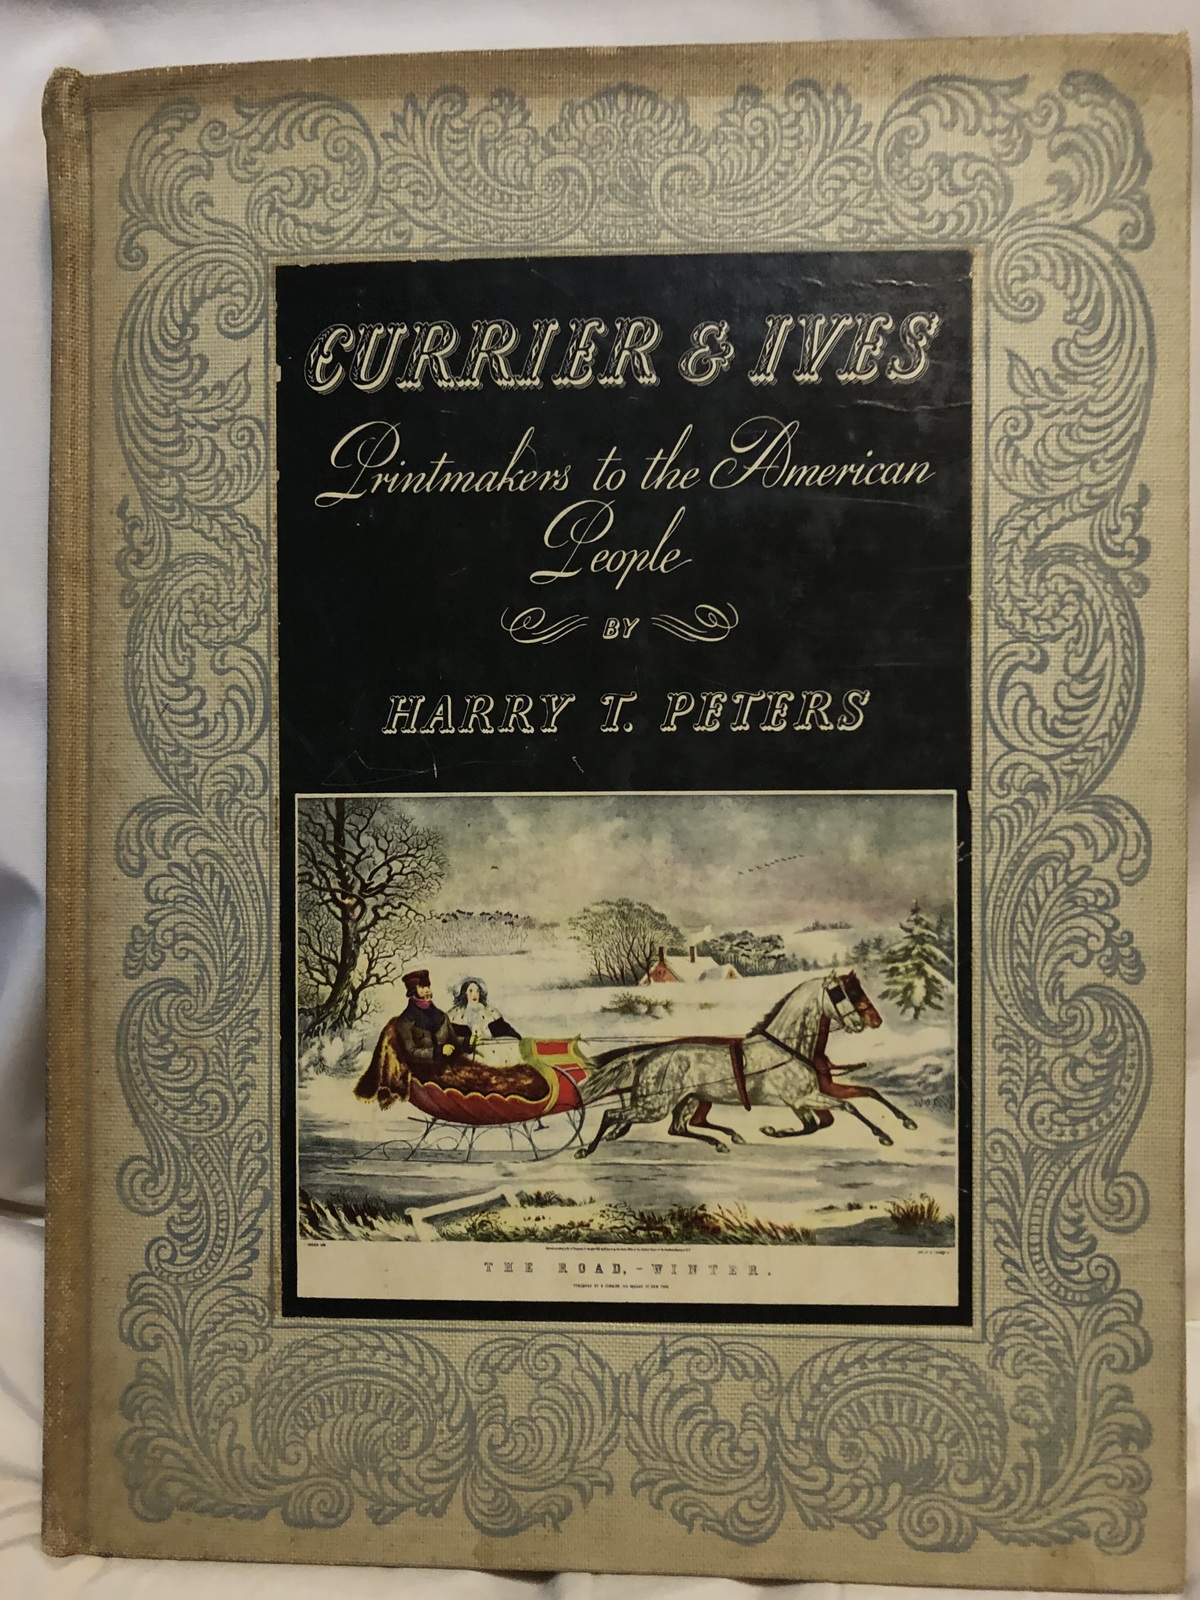 CURRIER & IVES
Printmakers to the American
People
BY
HARRY T. PETERS
THE ROAD,-WINTER.